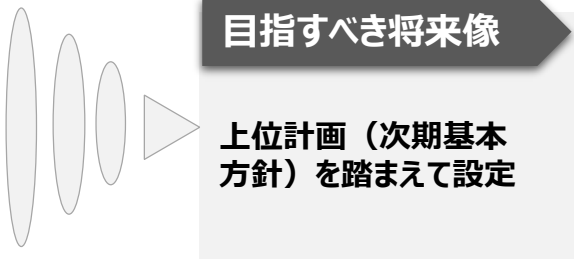 目指すべき将来像
上位計画（次期基本
方針）を踏まえて設定